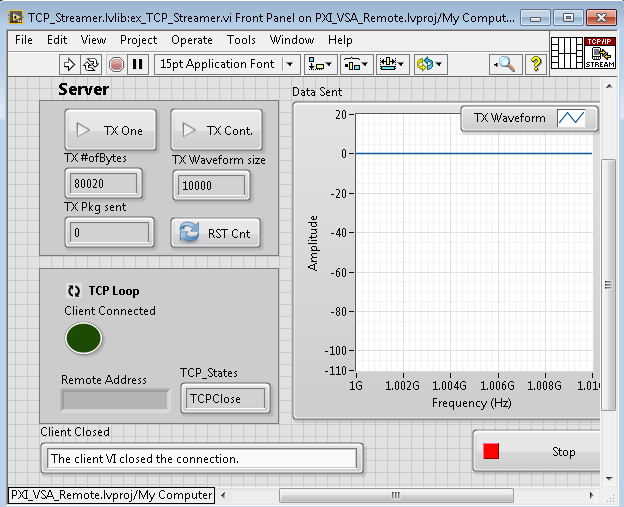 TCP_Streamer.lvlib:ex_TCP_Streamer.vi Front Panel on PXI_VSA_Remote.lvproj/My Comput...
File Edit View Project Operate Tools Window Help
15pt Application Font
TCP/IP
STREAM
Server
TX One
TX Cont.
TX #ofBytes
TX Waveform size
80020
10000
TX Pkg sent
0
RST Cnt
TCP Loop
Client Connected
Remote Address
TCP_States
TCPClose
Client Closed
The client VI closed the connection.
Data Sent
TX Waveform
20
0
-20
-40
-60
-80
-100
-110
Amplitude
1G 1.002G 1.004G 1.006G 1.008G 1.01
Frequency (Hz)
Stop
PXI_VSA_Remote.lvproj/My Computer